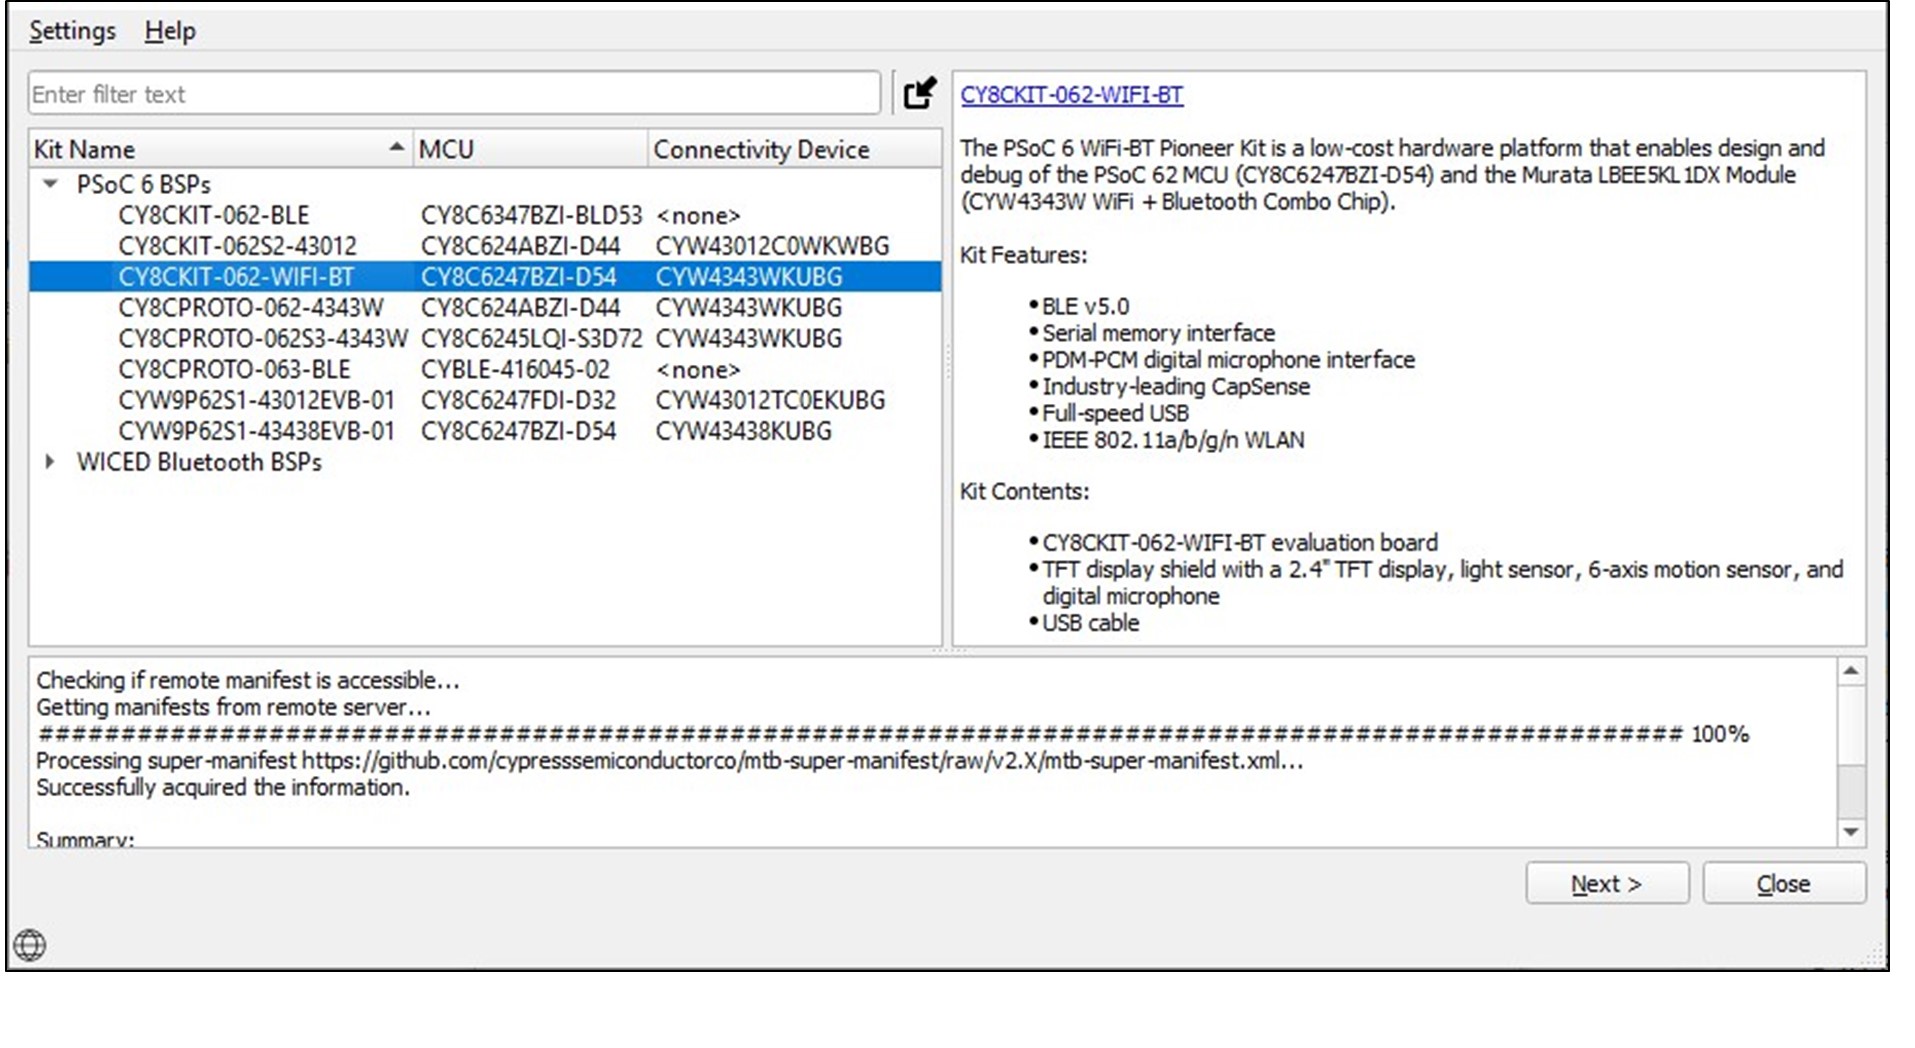 Settings Help
Enter filter text
Kit Name MCU Connectivity Device
PSoC 6 BSPs
CY8CKIT-062-BLE CY8C6347BZI-BLD53 <none>
CY8CKIT-062S2-43012 CY8C624ABZI-D44 CYW43012C0WKWBG
CY8CKIT-062-WIFI-BT CY8C6247BZI-D54 CYW4343WKUBG
CY8CPROTO-062-4343W CY8C624ABZI-D44 CYW4343WKUBG
CY8CPROTO-062S3-4343W CY8C6245LQI-S3D72 CYW4343WKUBG
CY8CPROTO-063-BLE CYBLE-416045-02 <none>
CYW9P62S1-43012EVB-01 CY8C6247FDI-D32 CYW43012TC0EKUBG
CYW9P62S1-43438EVB-01 CY8C6247BZI-D54 CYW43438KUBG
WICED Bluetooth BSPs
CY8CKIT-062-WIFI-BT
The PSoC 6 WiFi-BT Pioneer Kit is a low-cost hardware platform that enables design and
debug of the PSoC 62 MCU (CY8C6247BZI-D54) and the Murata LBEE5KL1DX Module
(CYW4343W WiFi + Bluetooth Combo Chip).
Kit Features:
• BLE v5.0
• Serial memory interface
• PDM-PCM digital microphone interface
• Industry-leading CapSense
• Full-speed USB
• IEEE 802.11a/b/g/n WLAN
Kit Contents:
• CY8CKIT-062-WIFI-BT evaluation board
• TFT display shield with a 2.4" TFT display, light sensor, 6-axis motion sensor, and
digital microphone
• USB cable
Checking if remote manifest is accessible...
Getting manifests from remote server...
#################################################################################################### 100%
Processing super-manifest https://github.com/cypresssemiconductorco/mtb-super-manifest/raw/v2.X/mtb-super-manifest.xml...
Successfully acquired the information.
Summary:
Next > Close